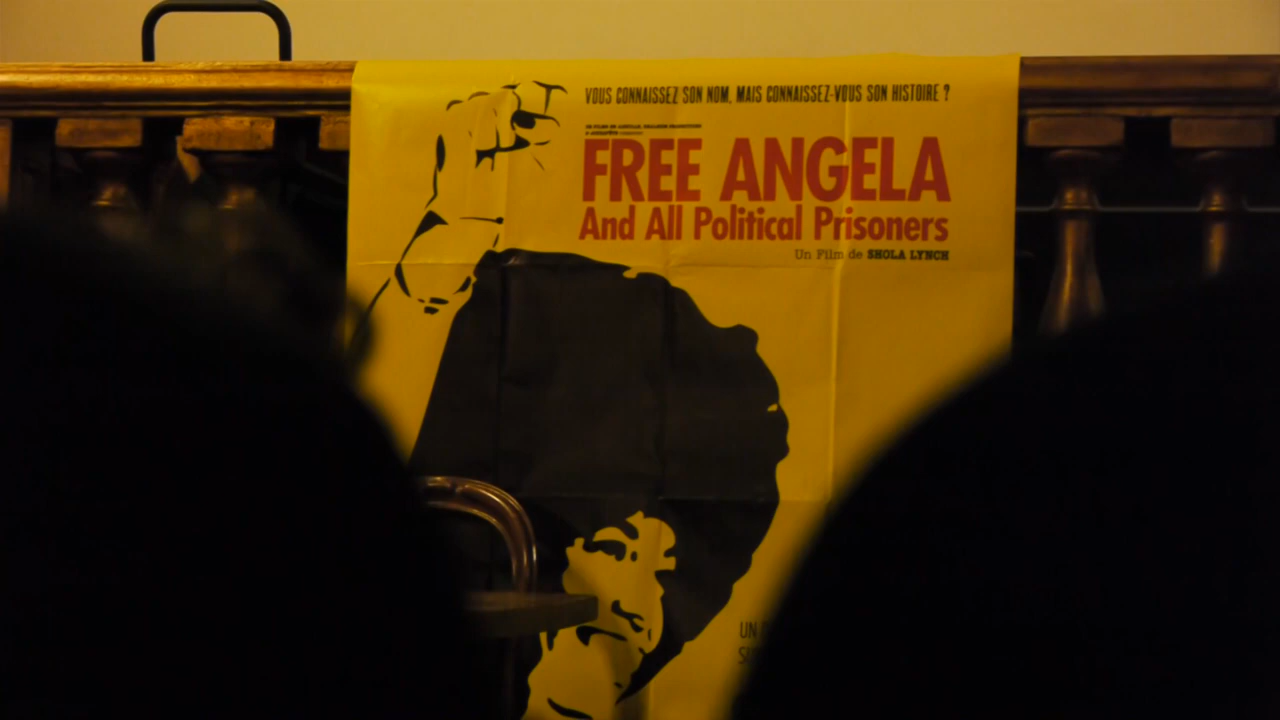 VOUS CONNAISSEZ SON NOM, MAIS CONNAISSEZ-VOUS SON HISTOIRE ?
FREE ANGELA
And All Political Prisoners
Un Film de SHOLA LYNCH
UN